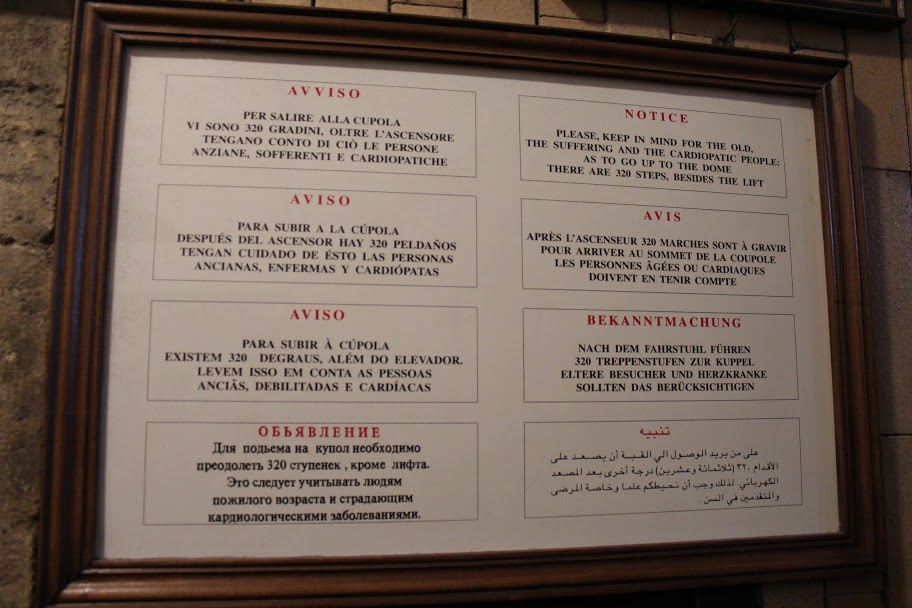 AVVISO
PER SALIRE ALLA CUPOLA
VI SONO 320 GRADINI, OLTRE L'ASCENSORE
TENGANO CONTO DI CIÒ LE PERSONE
ANZIANE, SOFFERENTI E CARDIOPATICHE
NOTICE
PLEASE, KEEP IN MIND FOR THE OLD,
THE SUFFERING AND THE CARDIOPATIC PEOPLE:
AS TO GO UP TO THE DOME
THERE ARE 320 STEPS, BESIDES THE LIFT
AVISO
PARA SUBIR A LA CÚPOLA
DESPUÉS DEL ASCENSOR HAY 320 PELDAÑOS
TENGAN CUIDADO DE ÉSTO LAS PERSONAS
ANCIANAS, ENFERMAS Y CARDIÓPATAS
AVIS
APRÈS L'ASCENSEUR 320 MARCHES SONT À GRAVIR
POUR ARRIVER AU SOMMET DE LA COUPOLE
LES PERSONNES ÂGÉES OU CARDIAQUES
DOIVENT EN TENIR COMPTE
AVISO
PARA SUBIR À CÚPOLA
EXISTEM 320 DEGRAUS, ALÉM DO ELEVADOR.
LEVEM ISSO EM CONTA AS PESSOAS
ANCIÃS, DEBILITADAS E CARDÍACAS
BEKANNTMACHUNG
NACH DEM FAHRSTUHL FÜHREN
320 TREPPENSTUFEN ZUR KUPPEL
ELTERE BESUCHER UND HERZKRANKE
SOLLTEN DAS BERÜCKSICHTIGEN
ОБЬЯВЛЕНИЕ
Для подьема на купол необходимо
преодолеть 320 ступенек , кроме лифта.
Это следует учитывать людям
пожилого возраста и страдающим
кардиологическими заболеваниями.
تنبيه
على من يريد الوصول الي القبة أن يصعد على
الأقدام ٣٢٠ (ثلاثمائة وعشرين) درجة أخرى بعد المصعد
الكهربائي. لذلك وجب أن نحيطكم علما وخاصة المرضى
والمتقدمين في السن .